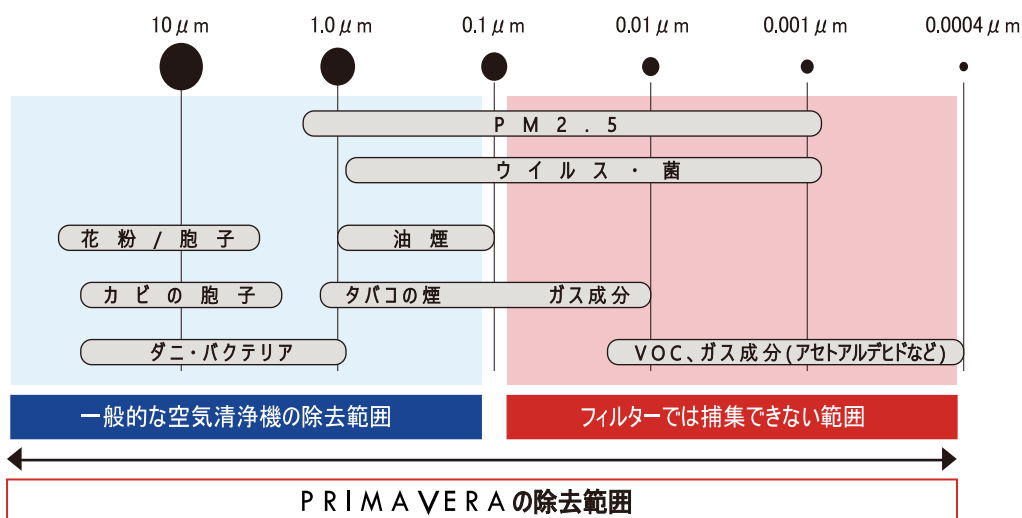 10μm 1.0μm 0.1μm 0.01μm 0.001μm 0.0004μm
PM2.5
ウイルス・菌
花粉/胞子 油煙
カビの胞子 タバコの煙 ガス成分
ダニ・バクテリア VOC、ガス成分(アセトアルデヒドなど)
一般的な空気清浄機の除去範囲 フィルターでは捕集できない範囲
PRIMAVERAの除去範囲